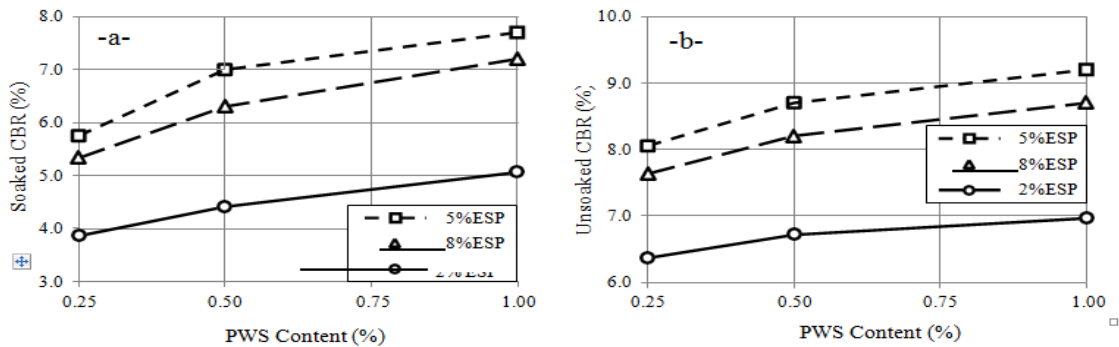 -a-
Soaked CBR (%)
8.0
7.0
6.0
5.0
4.0
3.0
5%ESP
8%ESP
2%ESP
0.25
0.50
0.75
1.00
PWS Content (%)
-b-
Unsoaked CBR (%)
10.0
9.0
8.0
7.0
6.0
5%ESP
8%ESP
2%ESP
0.25
0.50
0.75
1.00
PWS Content (%)